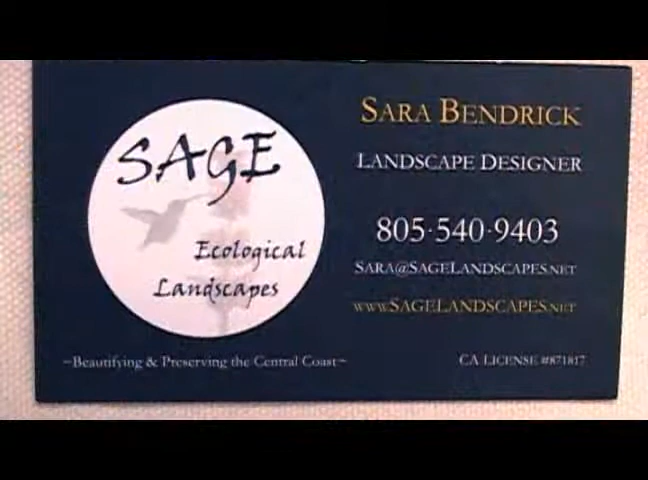 SAGE
Ecological
Landscapes
~Beautifying & Preserving the Central Coast~
SARA BENDRICK
LANDSCAPE DESIGNER
805·540·9403
SARA@SAGELANDSCAPES.NET
WWW.SAGELANDSCAPES.NET
CA LICENSE #871817